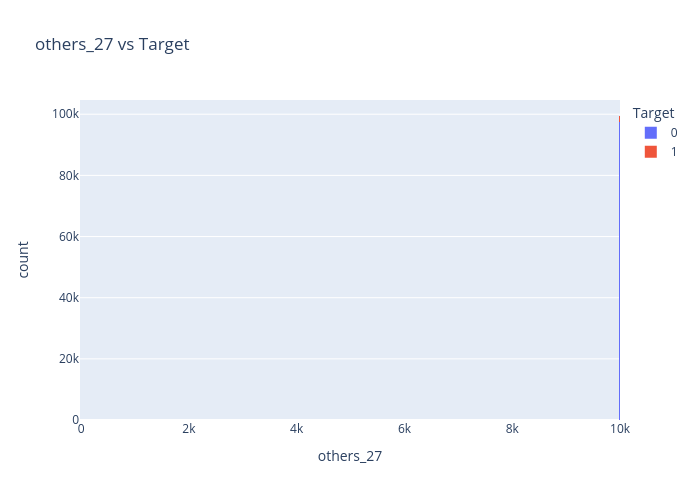 others_27 vs Target
Target
0
1
100k
80k
60k
40k
20k
0
count
0
2k
4k
6k
8k
10k
others_27